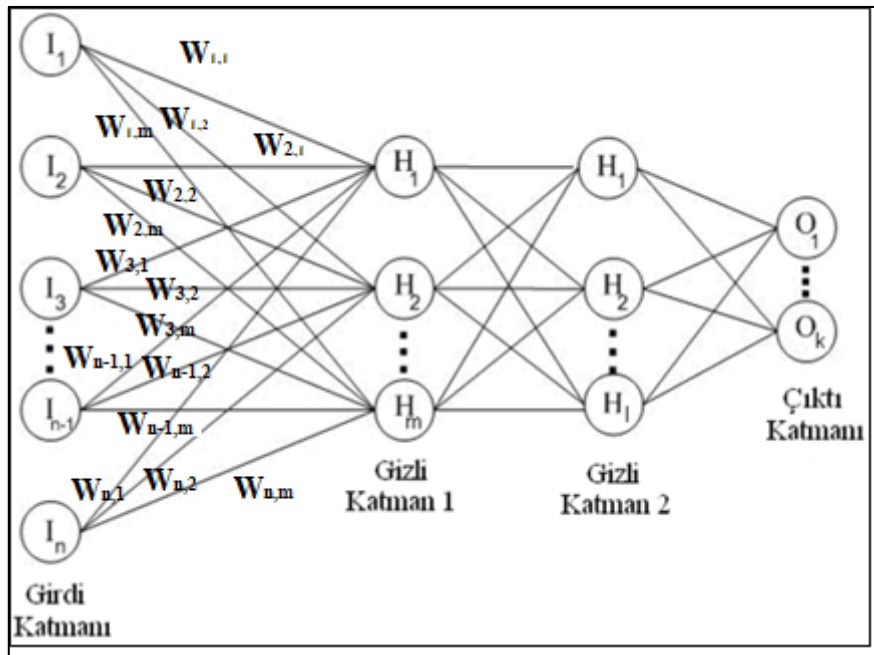 I1
W1,1
W1,m
W1,2
W2,1
I2
W2,2
H1
H1
W2,m
O1
W3,1
I3
W3,2
H2
H2
W3,m
Ok
Wn-1,1
Wn-1,2
In-1
Wn-1,m
Hm
Hl
Çıktı
Katmanı
Gizli
Katman 1
Gizli
Katman 2
Wn,1
Wn,2
Wn,m
In
Girdi
Katmanı